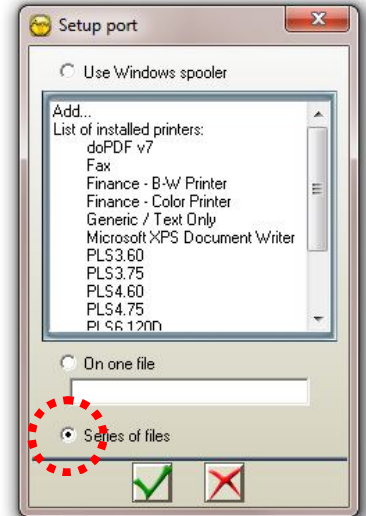 Setup port
Use Windows spooler
Add...
List of installed printers:
doPDF v7
Fax
Finance - B-W Printer
Finance - Color Printer
Generic / Text Only
Microsoft XPS Document Writer
PLS3.60
PLS3.75
PLS4.60
PLS4.75
PLS6.120D
On one file
Series of files